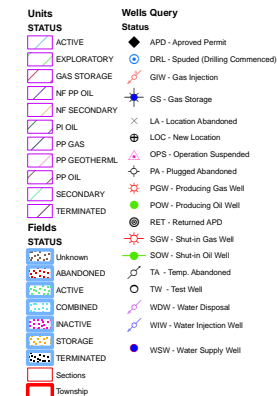 Units
STATUS
ACTIVE
EXPLORATORY
GAS STORAGE
NF PP OIL
NF SECONDARY
PI OIL
PP GAS
PP GEOTHERML
PP OIL
SECONDARY
TERMINATED
Fields
STATUS
Unknown
ABANDONED
ACTIVE
COMBINED
INACTIVE
STORAGE
TERMINATED
Sections
Township
Wells Query
Status
APD - Aproved Permit
DRL - Spuded (Drilling Commenced)
GIW - Gas Injection
GS - Gas Storage
LA - Location Abandoned
LOC - New Location
OPS - Operation Suspended
PA - Plugged Abandoned
PGW - Producing Gas Well
POW - Producing Oil Well
RET - Returned APD
SGW - Shut-in Gas Well
SOW - Shut-in Oil Well
TA - Temp. Abandoned
TW - Test Well
WDW - Water Disposal
WIW - Water Injection Well
WSW - Water Supply Well